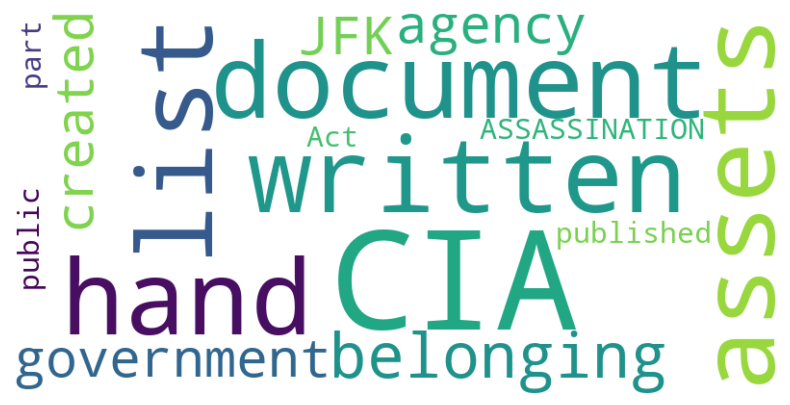 part
created
list
JFK
agency
document
Act
ASSASSINATION
written
assets
public
hand
CIA
published
government
belonging